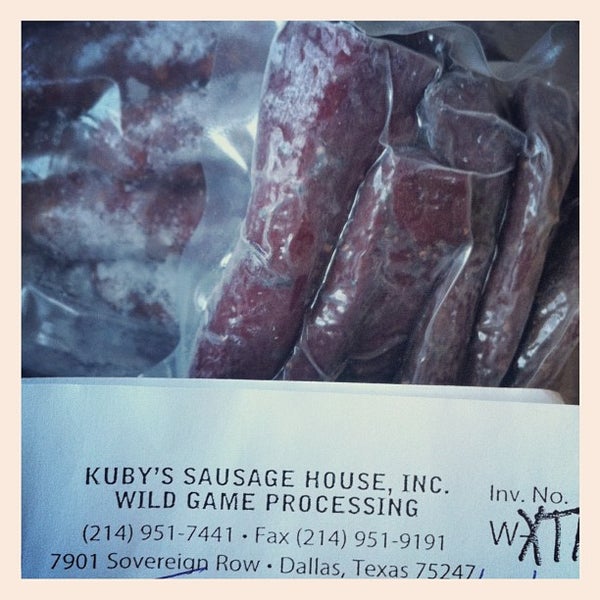 KUBY'S SAUSAGE HOUSE, INC.
WILD GAME PROCESSING
(214) 951-7441 • Fax (214) 951-9191
7901 Sovereign Row • Dallas, Texas 75247
Inv. No.